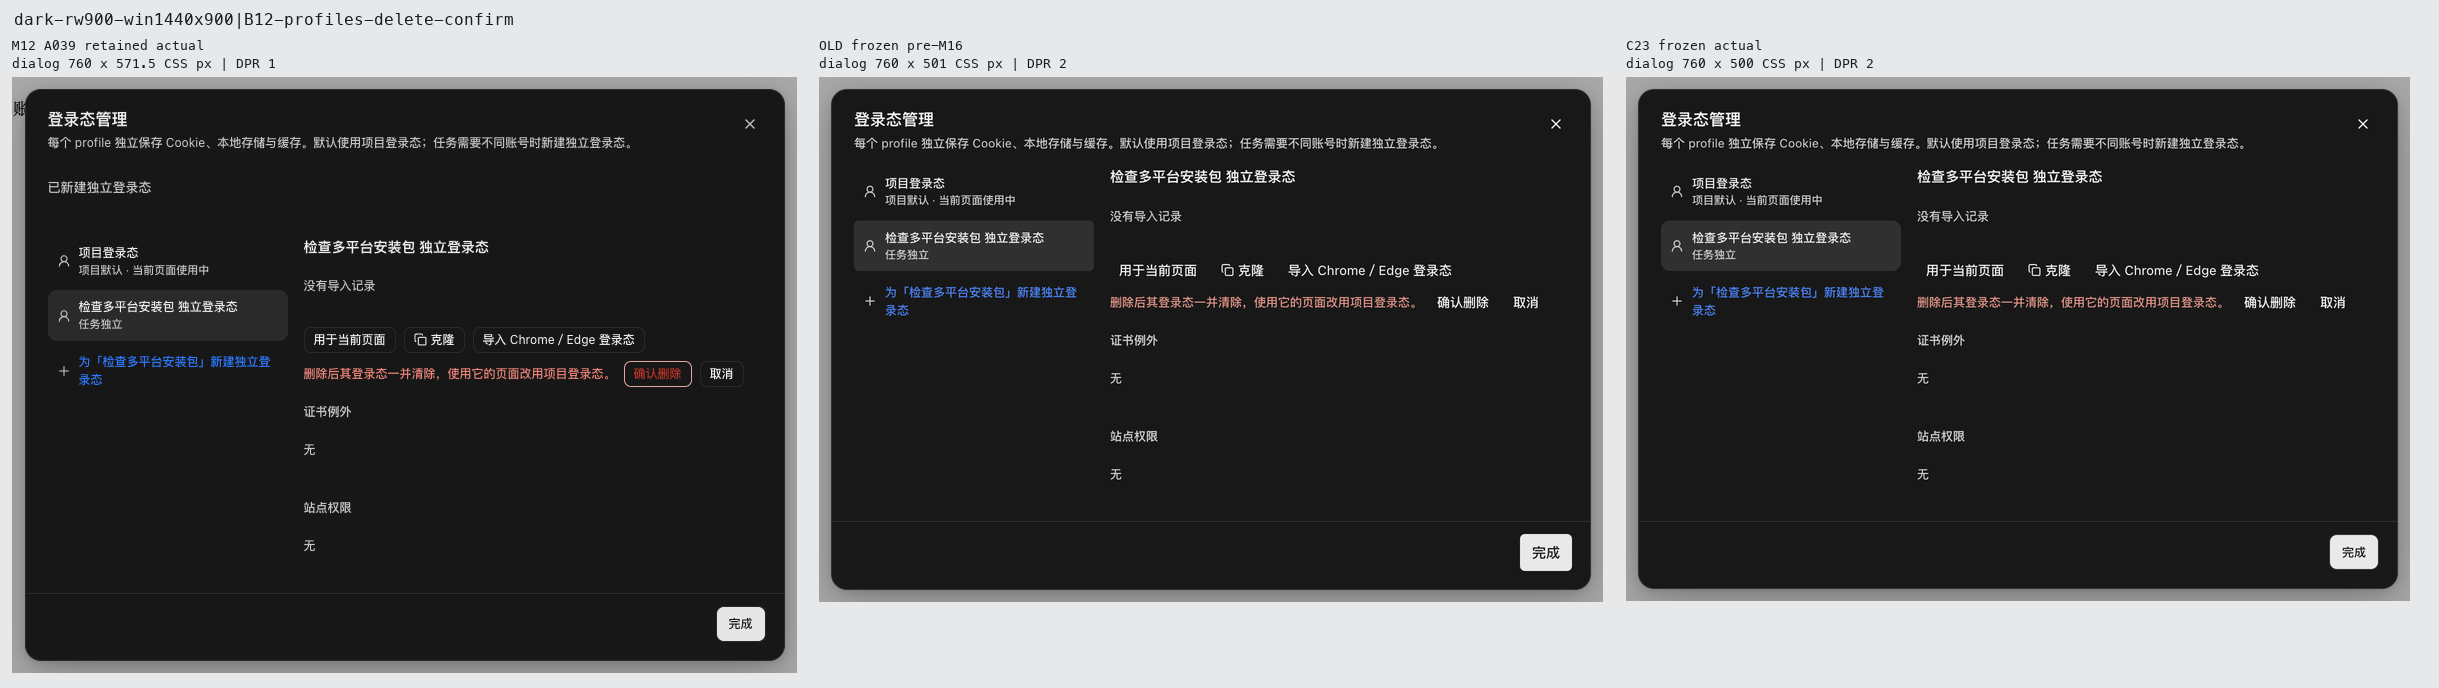 dark-rw900-win1440x900|B12-profiles-delete-confirm
M12 A039 retained actual
dialog 760 x 571.5 CSS px | DPR 1
账
登录态管理
每个 profile 独立保存 Cookie、本地存储与缓存。默认使用项目登录态；任务需要不同账号时新建独立登录态。
已新建独立登录态
项目登录态
项目默认 · 当前页面使用中
检查多平台安装包 独立登录态
任务独立
为「检查多平台安装包」新建独立登
录态
检查多平台安装包 独立登录态
没有导入记录
用于当前页面 克隆 导入 Chrome / Edge 登录态
删除后其登录态一并清除，使用它的页面改用项目登录态。 确认删除 取消
证书例外
无
站点权限
无
完成
OLD frozen pre-M16
dialog 760 x 501 CSS px | DPR 2
登录态管理
每个 profile 独立保存 Cookie、本地存储与缓存。默认使用项目登录态；任务需要不同账号时新建独立登录态。
项目登录态
项目默认 · 当前页面使用中
检查多平台安装包 独立登录态
任务独立
为「检查多平台安装包」新建独立登
录态
检查多平台安装包 独立登录态
没有导入记录
用于当前页面 克隆 导入 Chrome / Edge 登录态
删除后其登录态一并清除，使用它的页面改用项目登录态。 确认删除 取消
证书例外
无
站点权限
无
完成
C23 frozen actual
dialog 760 x 500 CSS px | DPR 2
登录态管理
每个 profile 独立保存 Cookie、本地存储与缓存。默认使用项目登录态；任务需要不同账号时新建独立登录态。
项目登录态
项目默认 · 当前页面使用中
检查多平台安装包 独立登录态
任务独立
为「检查多平台安装包」新建独立登
录态
检查多平台安装包 独立登录态
没有导入记录
用于当前页面 克隆 导入 Chrome / Edge 登录态
删除后其登录态一并清除，使用它的页面改用项目登录态。 确认删除 取消
证书例外
无
站点权限
无
完成